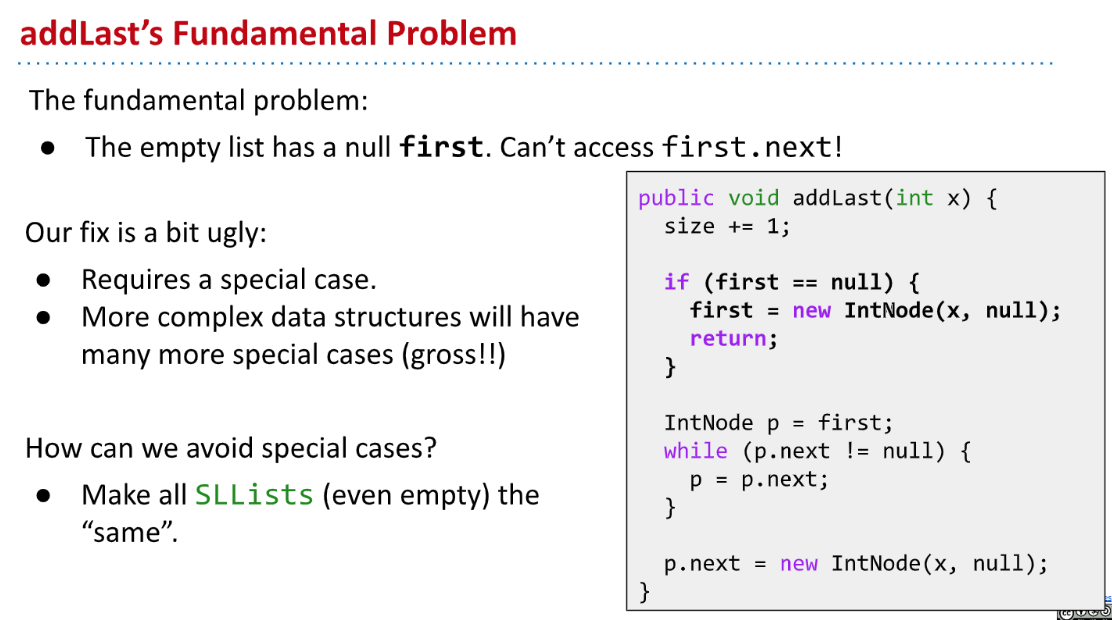 addLast’s Fundamental Problem
The fundamental problem:
● The empty list has a null first. Can’t access first.next!
Our fix is a bit ugly:
● Requires a special case.
● More complex data structures will have
many more special cases (gross!!)
How can we avoid special cases?
● Make all SLLists (even empty) the
“same”.
public void addLast(int x) {
size += 1;
if (first == null) {
first = new IntNode(x, null);
return;
}
IntNode p = first;
while (p.next != null) {
p = p.next;
}
p.next = new IntNode(x, null);
}